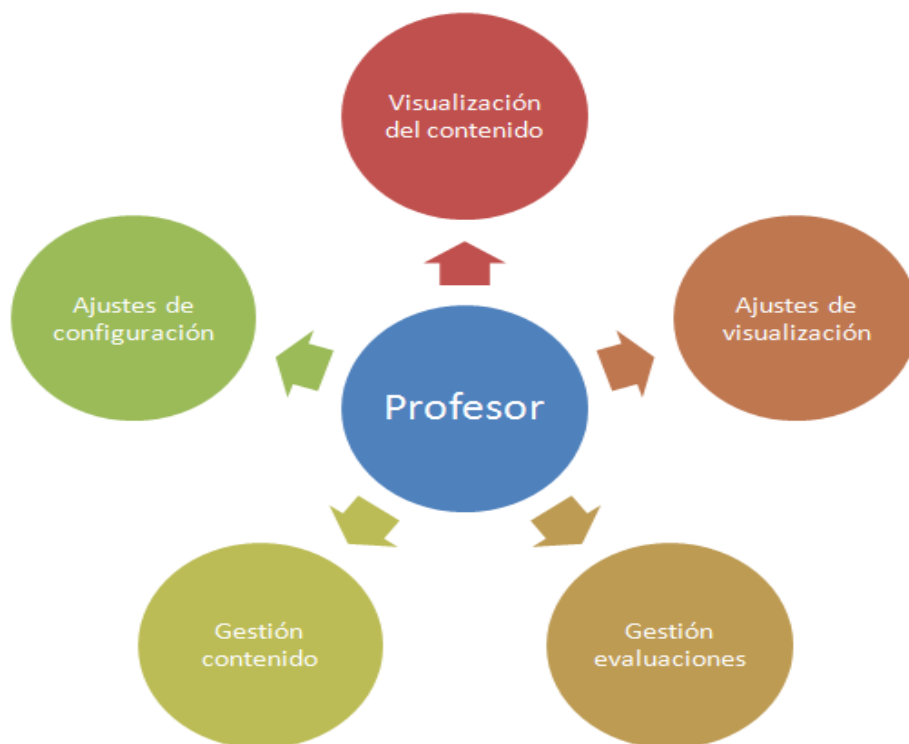 Visualización
del contenido
Ajustes de
configuración
Ajustes de
visualización
Profesor
Gestión
contenido
Gestión
evaluaciones